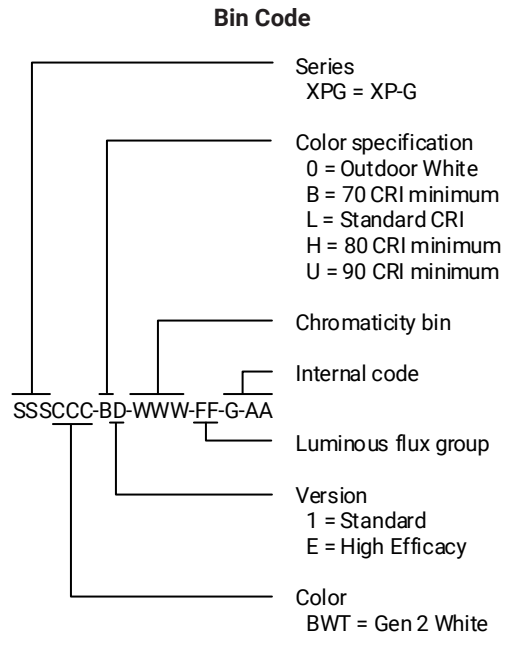 Bin Code
Series
XPG = XP-G
Color specification
0 = Outdoor White
B = 70 CRI minimum
L = Standard CRI
H = 80 CRI minimum
U = 90 CRI minimum
Chromaticity bin
Internal code
SSSCCC-BD-WWW-FF-G-AA
Luminous flux group
Version
1 = Standard
E = High Efficacy
Color
BWT = Gen 2 White